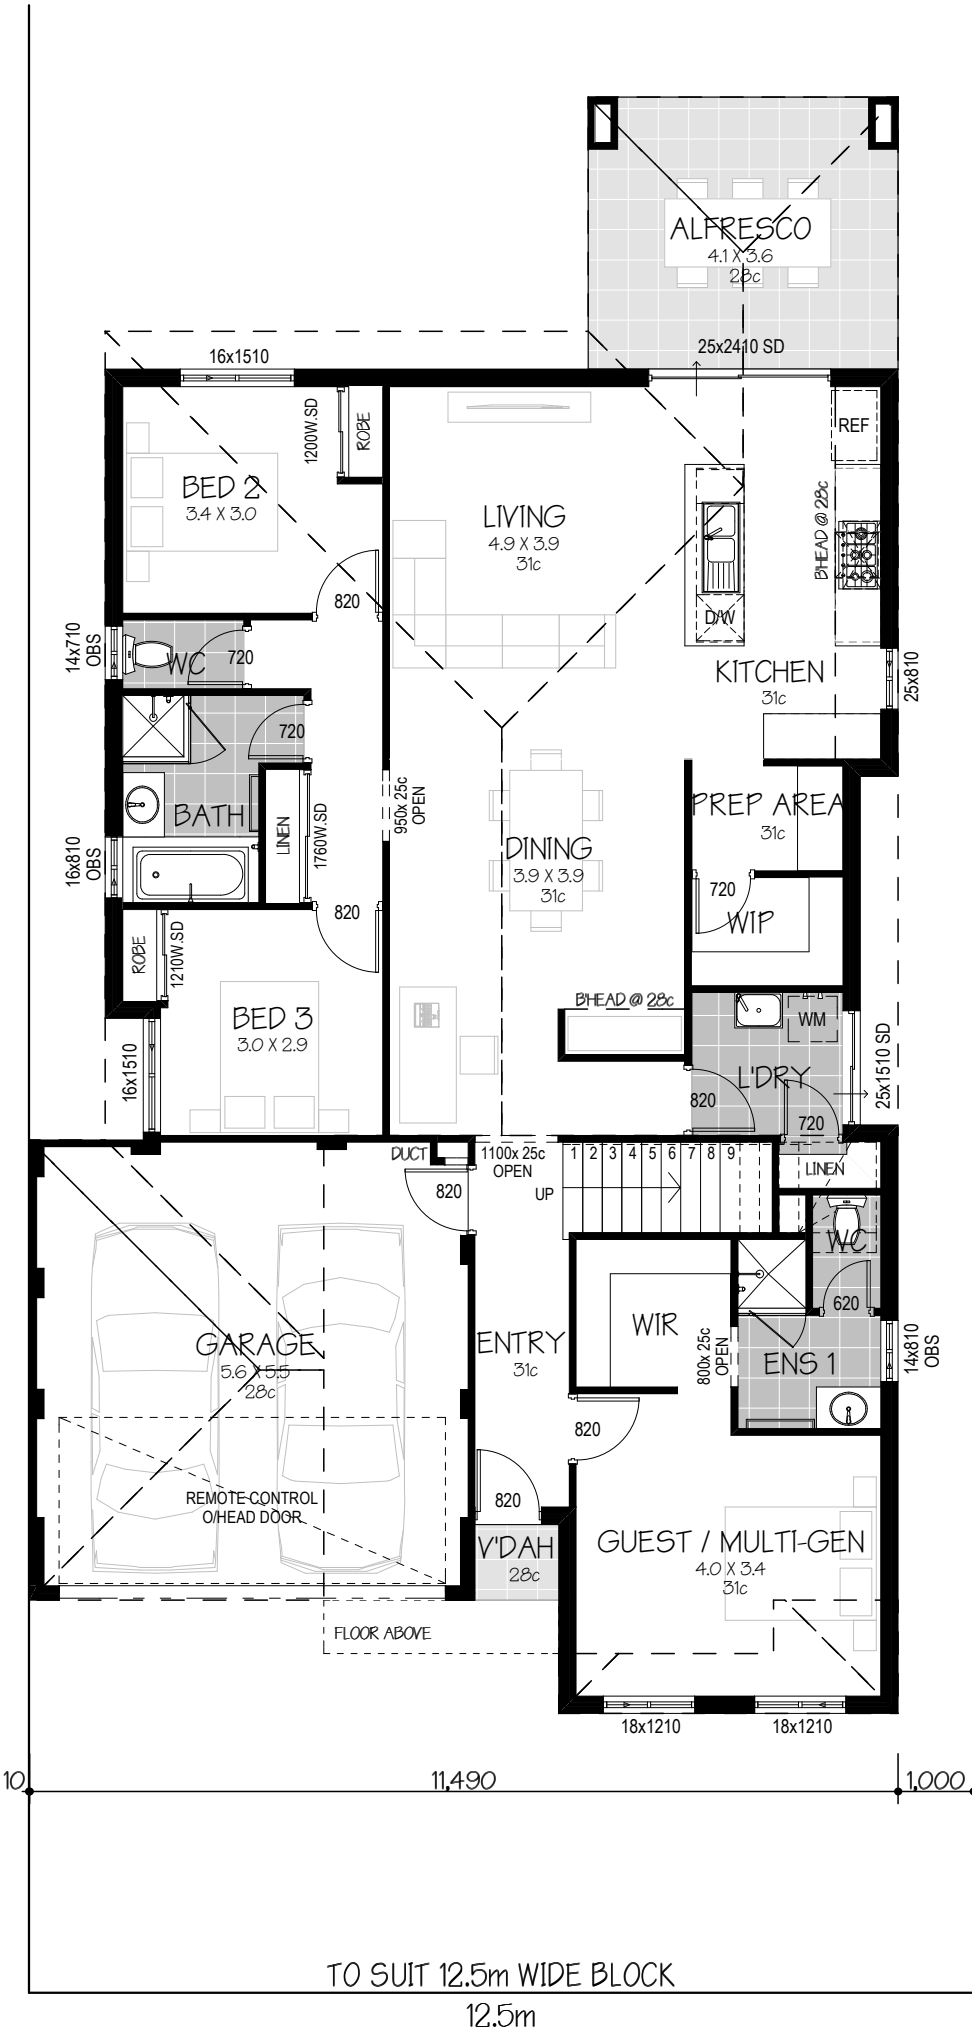 ALFRESCO
4.1 X 3.6
28c
25x2410 SD
16x1510
1200W.SD
ROBE
REF
BED 2
3.4 X 3.0
LIVING
4.9 X 3.9
31c
B'HEAD @ 28c
820
D/W
14x710
OBS
WC
720
KITCHEN
31c
25x810
720
BATH
LINEN
1760W.SD
950x 25c
OPEN
PREP AREA
31c
16x810
OBS
DINING
3.9 X 3.9
31c
720
WIP
820
ROBE
1210W.SD
BED 3
3.0 X 2.9
B'HEAD @ 28c
WM
16x1510
L'DRY
25x1510 SD
820
720
DUCT
1100x 25c
OPEN
1 2 3 4 5 6 7 8 9
LINEN
820
UP
WC
620
GARAGE
5.6 X 5.5
28c
ENTRY
31c
WIR
800x 25c
OPEN
ENS 1
14x810
OBS
820
REMOTE CONTROL
O/HEAD DOOR
820
V'DAH
28c
GUEST / MULTI-GEN
4.0 X 3.4
31c
FLOOR ABOVE
18x1210
18x1210
10
11,490
1,000
TO SUIT 12.5m WIDE BLOCK
12.5m